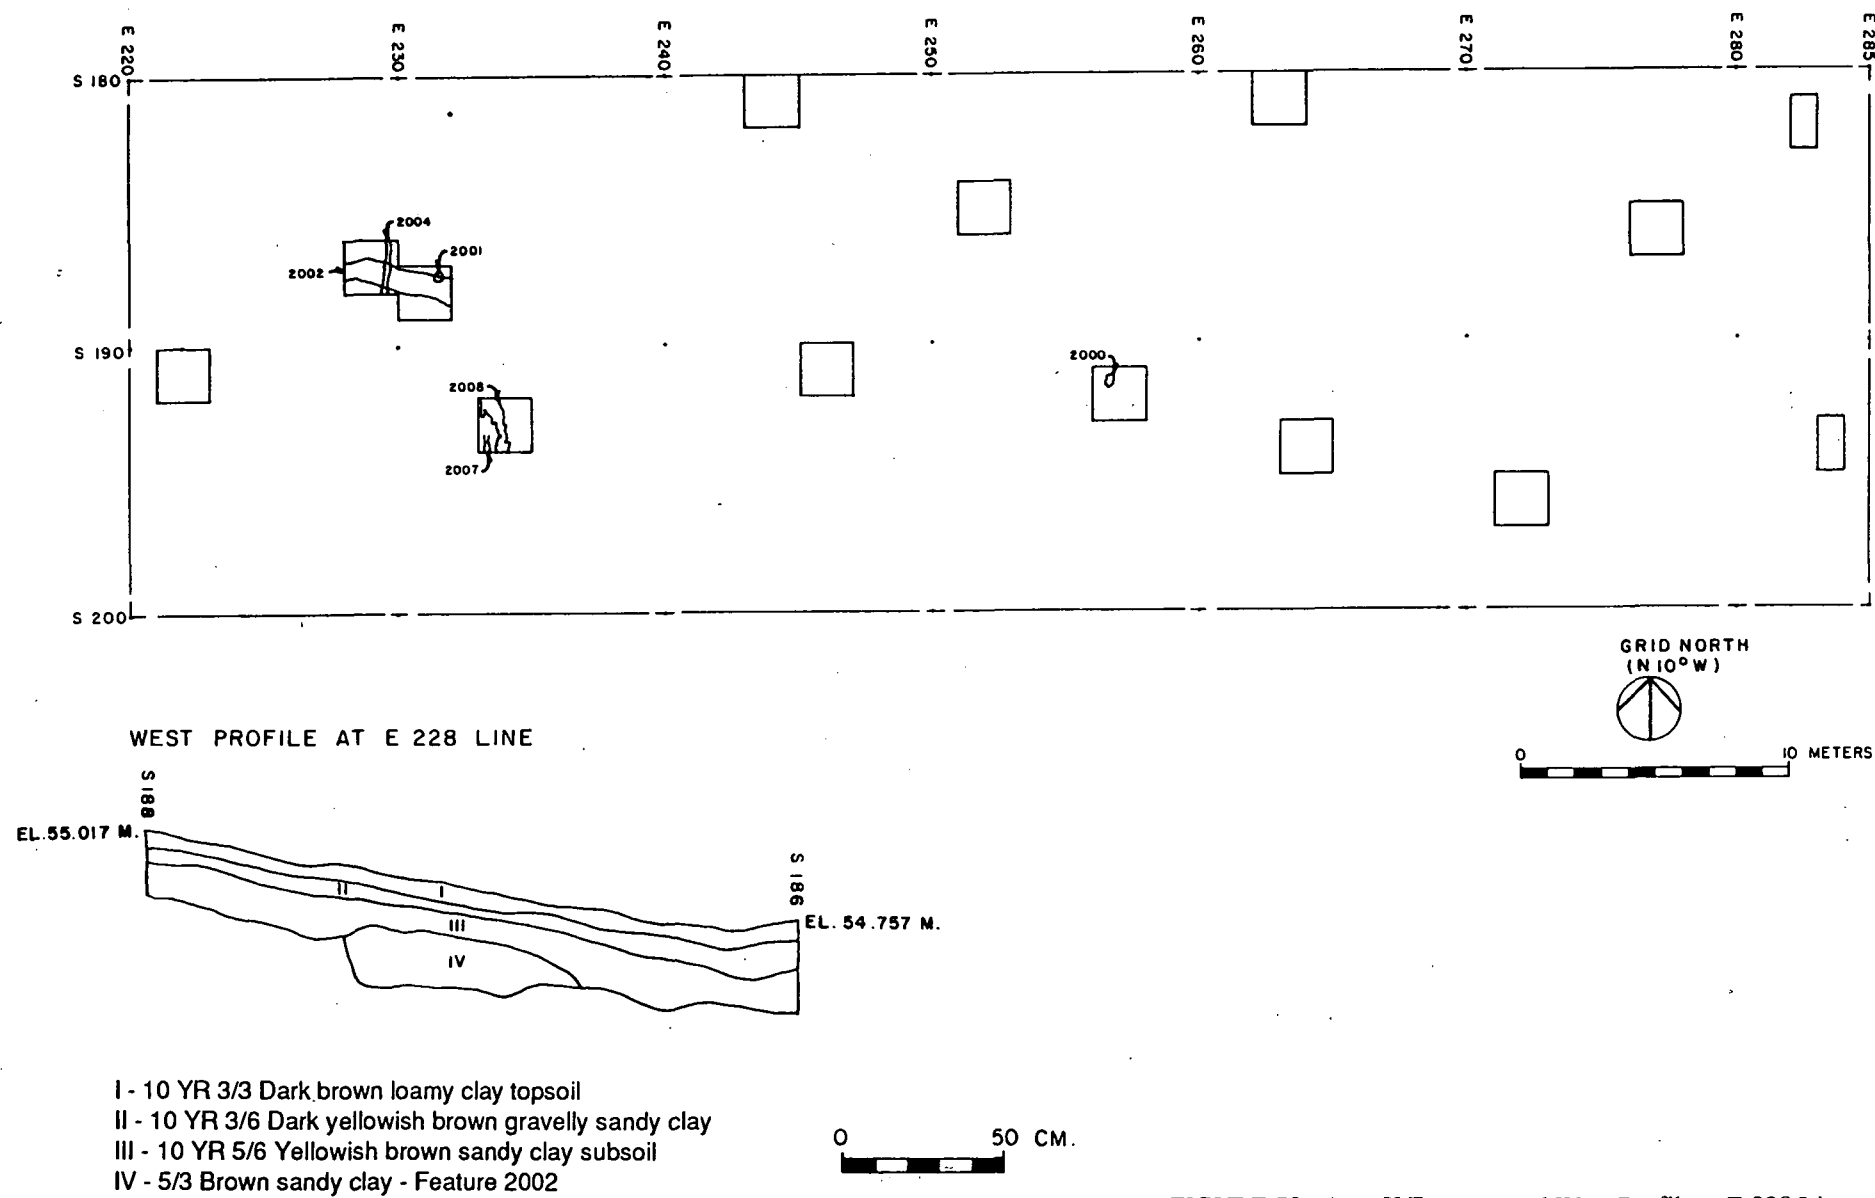 E 220
E 230
E 240
E 250
E 260
E 270
E 280
E 285
S 180
2004
2001
2002
S 190
2000
2008
2007
S 200
GRID NORTH
(N 10° W)
0 10 METERS
WEST PROFILE AT E 228 LINE
S 188
EL. 55.017 M.
S 186
EL. 54.757 M.
II I
III
IV
I - 10 YR 3/3 Dark brown loamy clay topsoil
II - 10 YR 3/6 Dark yellowish brown gravelly sandy clay
III - 10 YR 5/6 Yellowish brown sandy clay subsoil
IV - 5/3 Brown sandy clay - Feature 2002
0 50 CM.